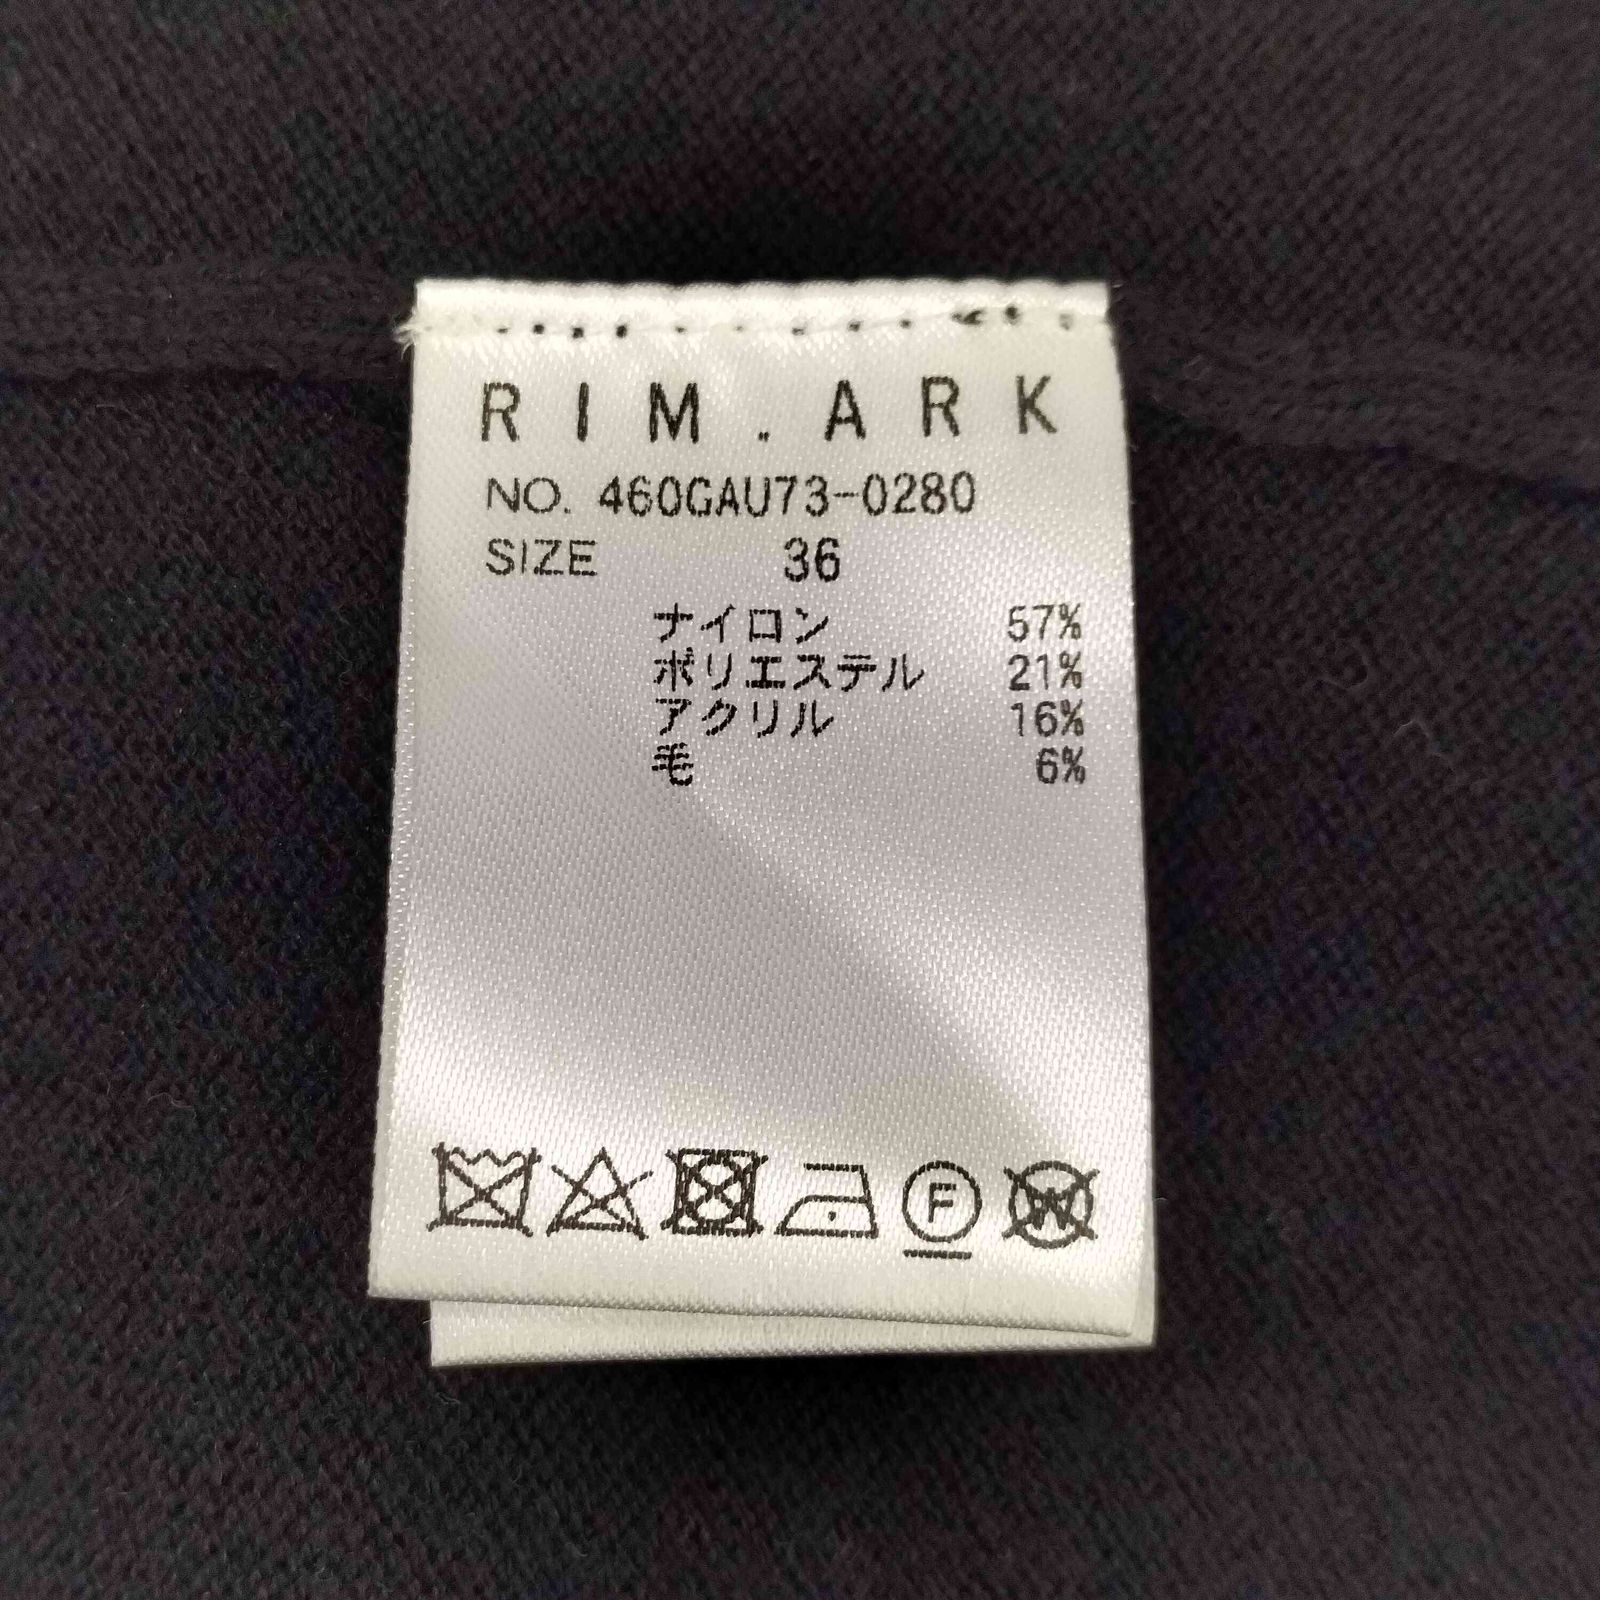 RIM.ARK
NO. 460GAU73-0280
SIZE 36
ナイロン 57%
ポリエステル 21%
アクリル 16%
毛 6%
F W